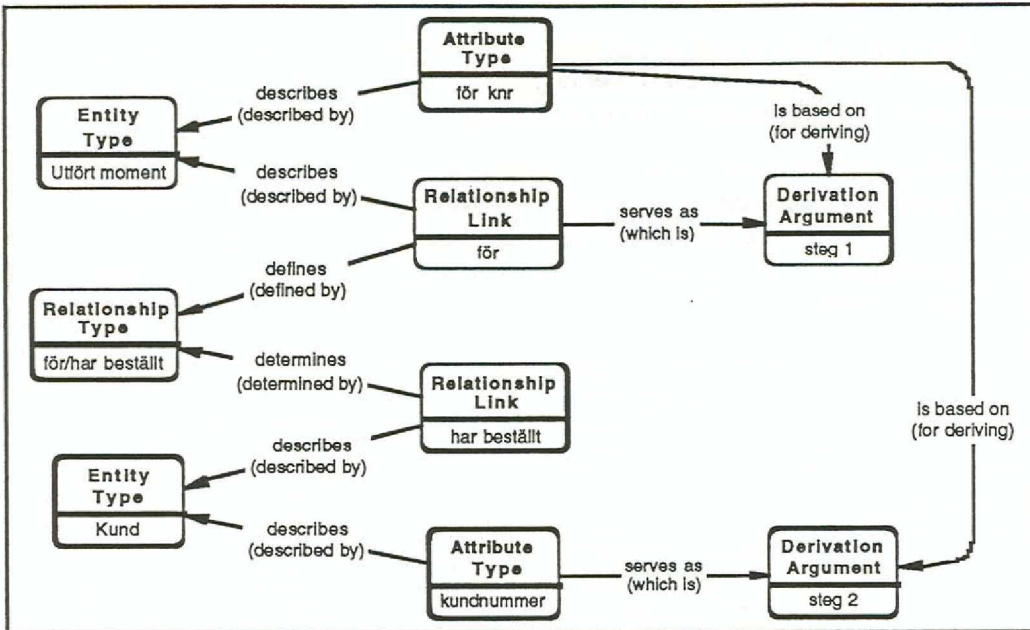 Attribute
Type
för knr
describes
(described by)
Entity
Type
Utfört moment
is based on
(for deriving)
describes
(described by)
Relationship
Link
för
serves as
(which is)
Derivation
Argument
steg 1
defines
(defined by)
Relationship
Type
för/har beställt
determines
(determined by)
Relationship
Link
har beställt
is based on
(for deriving)
describes
(described by)
Entity
Type
Kund
describes
(described by)
Attribute
Type
kundnummer
serves as
(which is)
Derivation
Argument
steg 2